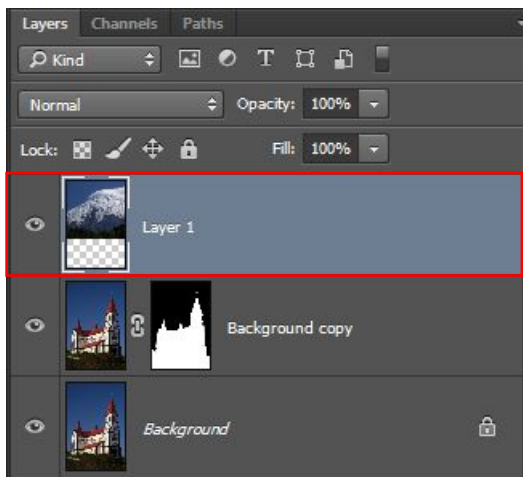 Layers Channels Paths
Kind T
Normal Opacity: 100%
Lock: Fill: 100%
Layer 1
Background copy
Background